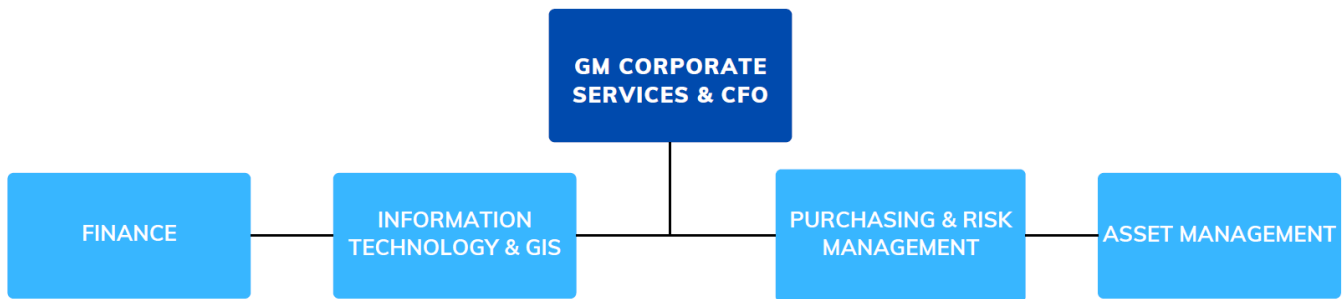 GM CORPORATE
SERVICES & CFO
FINANCE
INFORMATION
TECHNOLOGY & GIS
PURCHASING & RISK
MANAGEMENT
ASSET MANAGEMENT